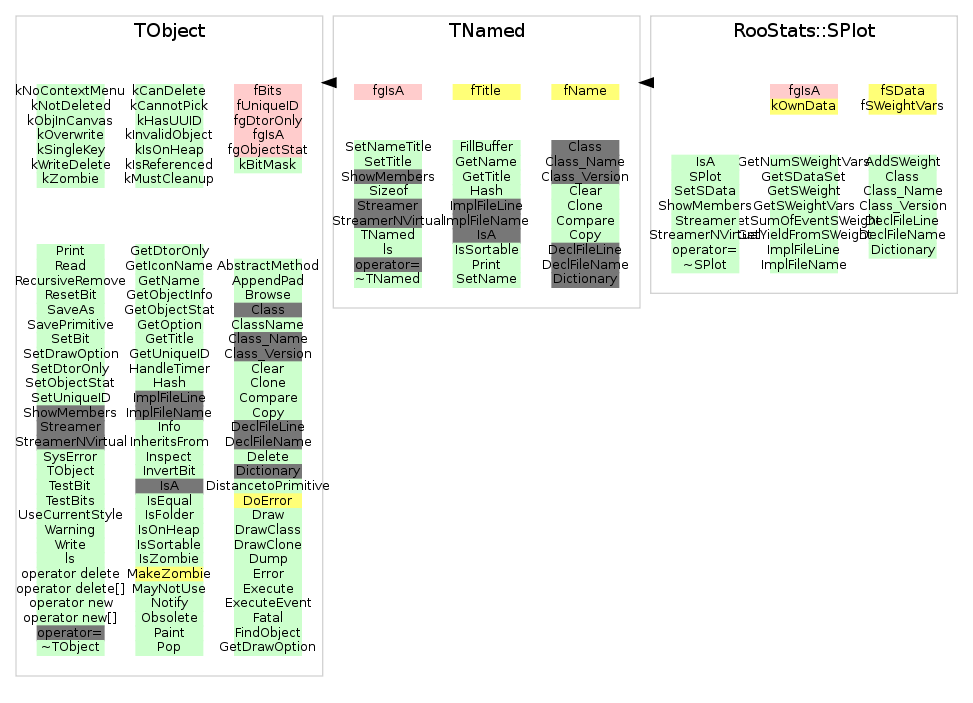 TObject
kNoContextMenu kCanDelete fBits
kNotDeleted kCannotPick fUniqueID
kObjInCanvas kHasUUID fgDtorOnly
kOverwrite kInvalidObject fgIsA
kSingleKey kIsOnHeap fgObjectStat
kWriteDelete kIsReferenced kBitMask
kZombie kMustCleanup
Print GetDtorOnly
Read GetIconName AbstractMethod
RecursiveRemove GetName AppendPad
ResetBit GetObjectInfo Browse
SaveAs GetObjectStat Class
SavePrimitive GetOption ClassName
SetBit GetTitle Class_Name
SetDrawOption GetUniqueID Class_Version
SetDtorOnly HandleTimer Clear
SetObjectStat Hash Clone
SetUniqueID ImplFileLine Compare
ShowMembers ImplFileName Copy
Streamer Info DeclFileLine
StreamerNVirtual InheritsFrom DeclFileName
SysError Inspect Delete
TObject InvertBit Dictionary
TestBit IsA DistancetoPrimitive
TestBits IsEqual DoError
UseCurrentStyle IsFolder Draw
Warning IsOnHeap DrawClass
Write IsSortable DrawClone
ls IsZombie Dump
operator delete MakeZombie Error
operator delete[] MayNotUse Execute
operator new Notify ExecuteEvent
operator new[] Obsolete Fatal
operator= Paint FindObject
~TObject Pop GetDrawOption
TNamed
fgIsA fTitle fName
SetNameTitle FillBuffer Class
SetTitle GetName Class_Name
ShowMembers GetTitle Class_Version
Sizeof Hash Clear
Streamer ImplFileLine Clone
StreamerNVirtual ImplFileName Compare
TNamed IsA Copy
ls IsSortable DeclFileLine
operator= Print DeclFileName
~TNamed SetName Dictionary
RooStats::SPlot
fgIsA fSData
kOwnData fSWeightVars
IsA GetNumSWeightVars AddSWeight
SPlot GetSDataSet Class
SetSData GetSWeight Class_Name
ShowMembers GetSWeightVars Class_Version
Streamer etSumOfEventSWeight DeclFileLine
StreamerNVirtual GetYieldFromSWeight DeclFileName
operator= ImplFileLine Dictionary
~SPlot ImplFileName